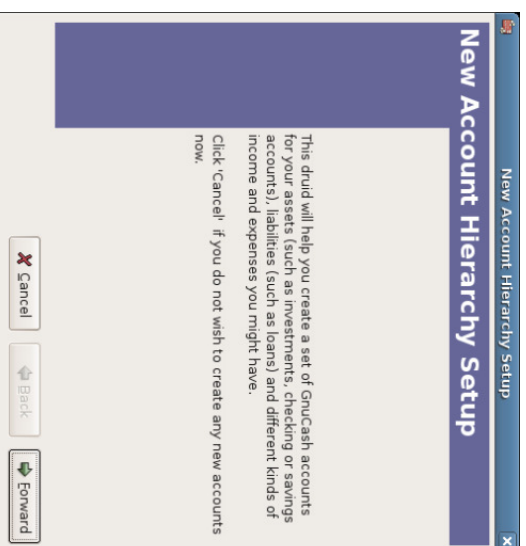 New Account Hierarchy Setup
New Account Hierarchy Setup
This druid will help you create a set of GnuCash accounts
for your assets (such as investments, checking or savings
accounts), liabilities (such as loans) and different kinds of
income and expenses you might have.
Click 'Cancel' if you do not wish to create any new accounts
now.
Cancel
Back
Forward